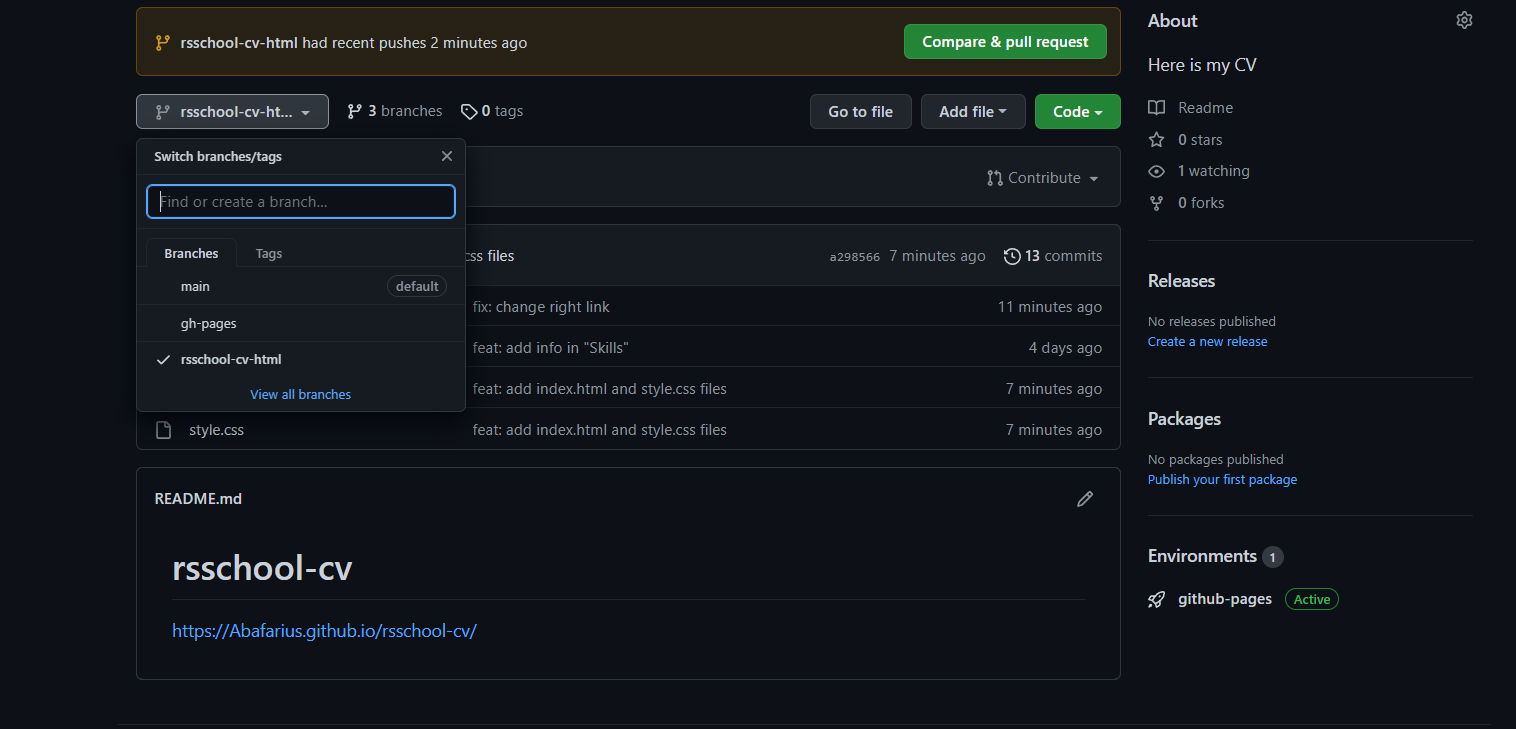 rsschool-cv-html had recent pushes 2 minutes ago
Compare & pull request
rsschool-cv-ht...
3 branches
0 tags
Go to file
Add file
Code
Switch branches/tags
Find or create a branch...
Branches
Tags
main
default
gh-pages
rsschool-cv-html
View all branches
Contribute
css files
a298566
7 minutes ago
13 commits
fix: change right link
11 minutes ago
feat: add info in "Skills"
4 days ago
feat: add index.html and style.css files
7 minutes ago
style.css
feat: add index.html and style.css files
7 minutes ago
README.md
rsschool-cv
https://Abafarius.github.io/rsschool-cv/
About
Here is my CV
Readme
0 stars
1 watching
0 forks
Releases
No releases published
Create a new release
Packages
No packages published
Publish your first package
Environments 1
github-pages
Active